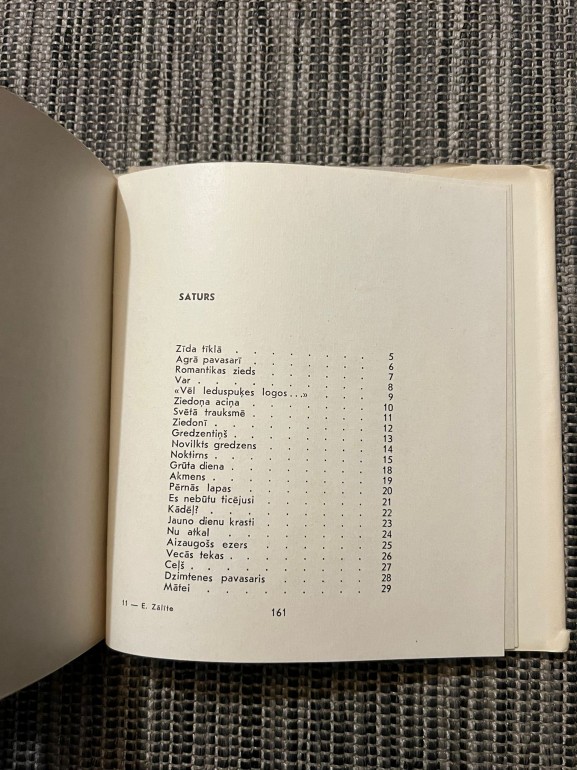 SATURS
Zīda tīklā . . . . . . . 5
Agrā pavasarī . . . . . . . 6
Romantikas zieds . . . . . . 7
Var . . . . . . . . 8
«Vēl leduspuķes logos...» . . . . 9
Ziedoņa aciņa . . . . . . . 10
Svētā trauksmē . . . . . . 11
Ziedonī . . . . . . . 12
Gredzentiņš . . . . . . . 13
Novilkts gredzens . . . . . . 14
Noktirns . . . . . . . 15
Grūta diena . . . . . . . 18
Akmens . . . . . . . 19
Pērnās lapas . . . . . . . 20
Es nebūtu ticējusi . . . . . . 21
Kādēļ? . . . . . . . 22
Jauno dienu krasti . . . . . . 23
Nu atkal . . . . . . . 24
Aizaugošs ezers . . . . . . 25
Vecās tekas . . . . . . . 26
Ceļš . . . . . . . . 27
Dzimtenes pavasaris . . . . . 28
Mātei . . . . . . . 29
11 — E. Zālīte
161